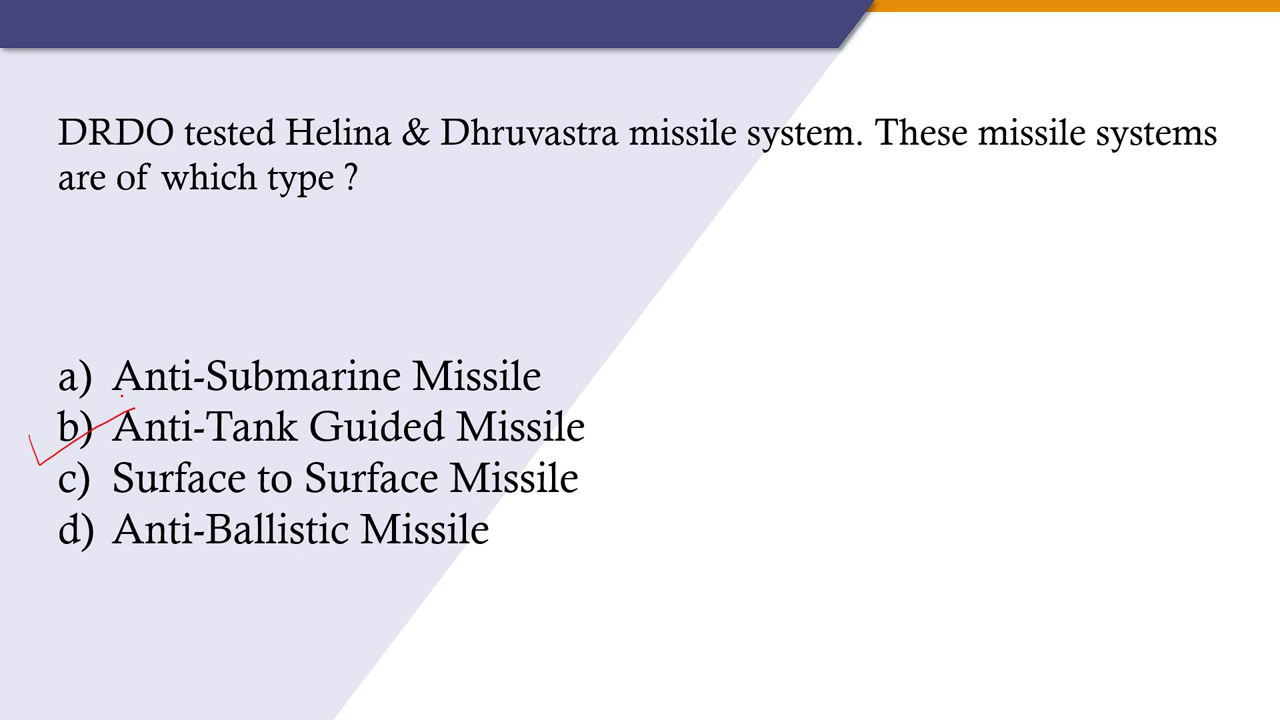 DRDO tested Helina & Dhruvastra missile system. These missile systems
are of which type ?
a) Anti-Submarine Missile
b) Anti-Tank Guided Missile
c) Surface to Surface Missile
d) Anti-Ballistic Missile